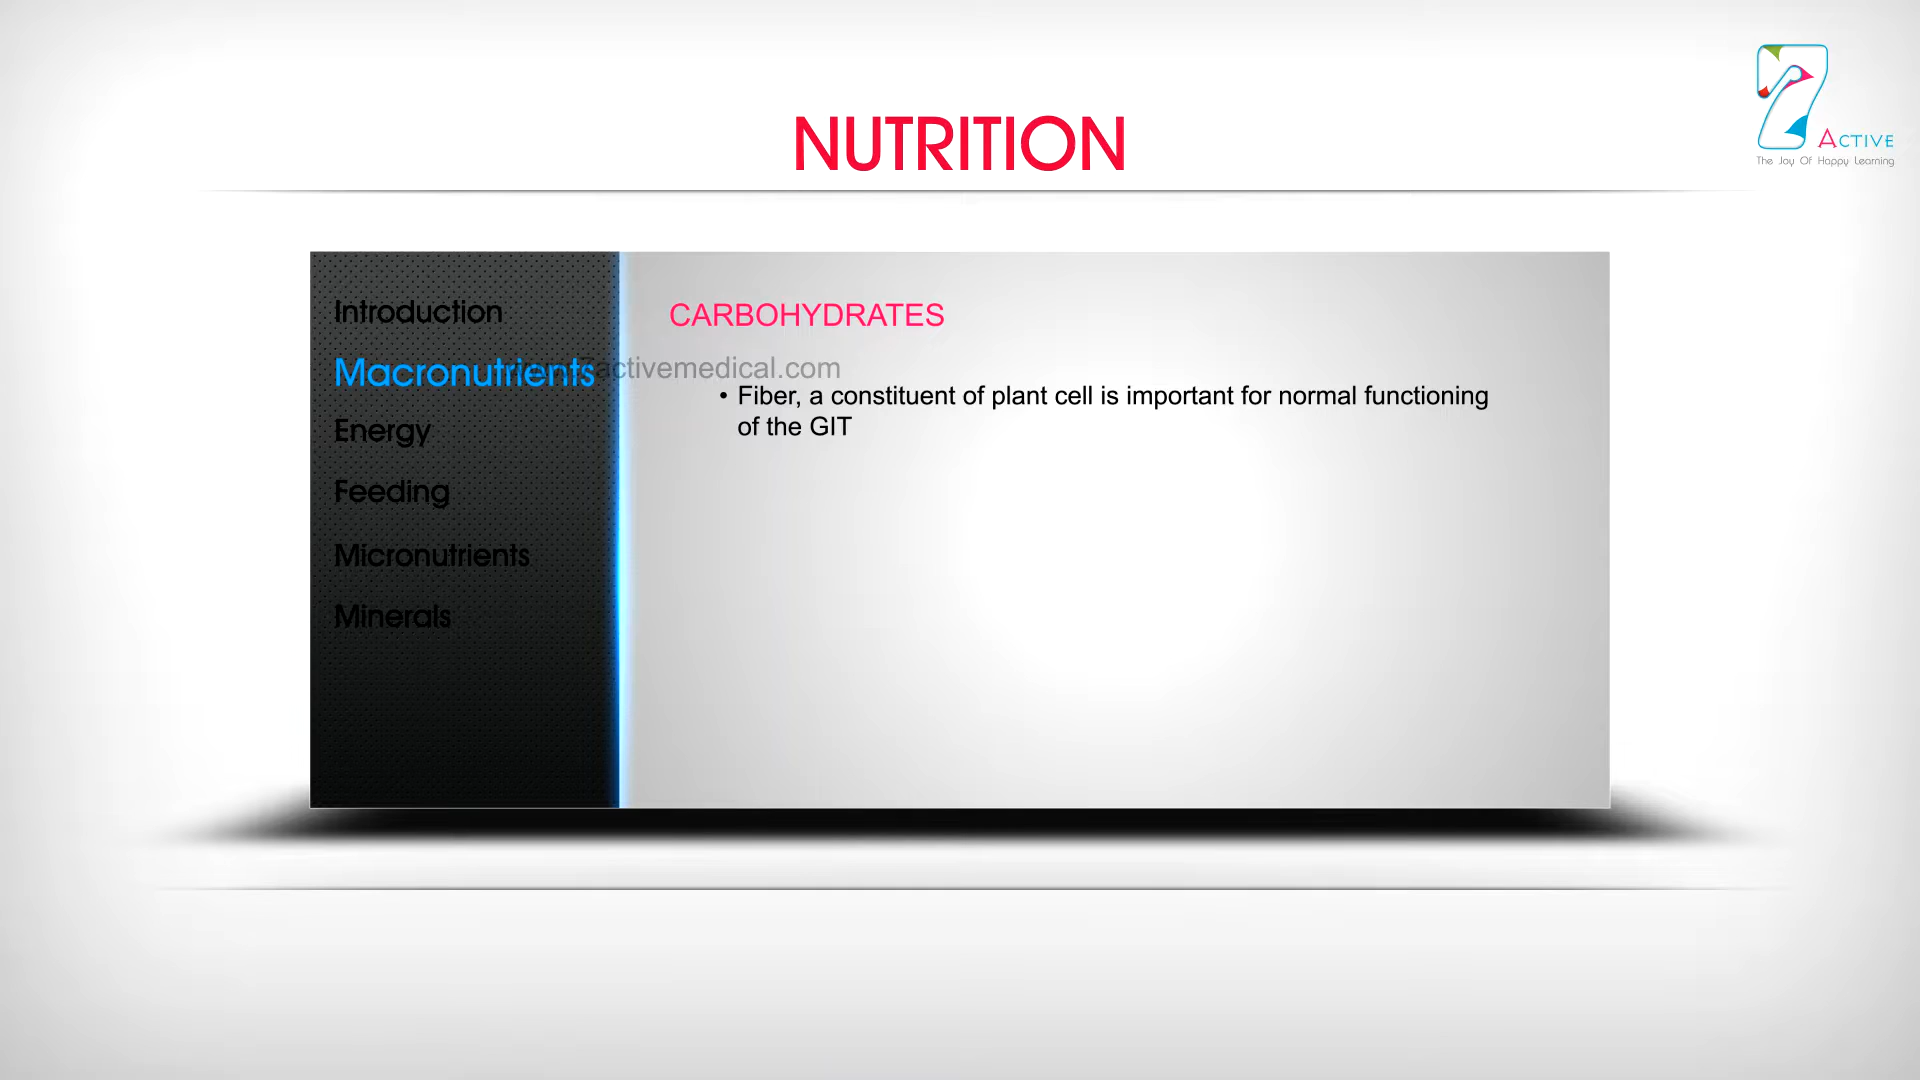 NUTRITION
ACTIVE
The Joy Of Happy Learning
Introduction
Macronutrients
Energy
Feeding
Micronutrients
Minerals
CARBOHYDRATES
activemedical.com
• Fiber, a constituent of plant cell is important for normal functioning
of the GIT